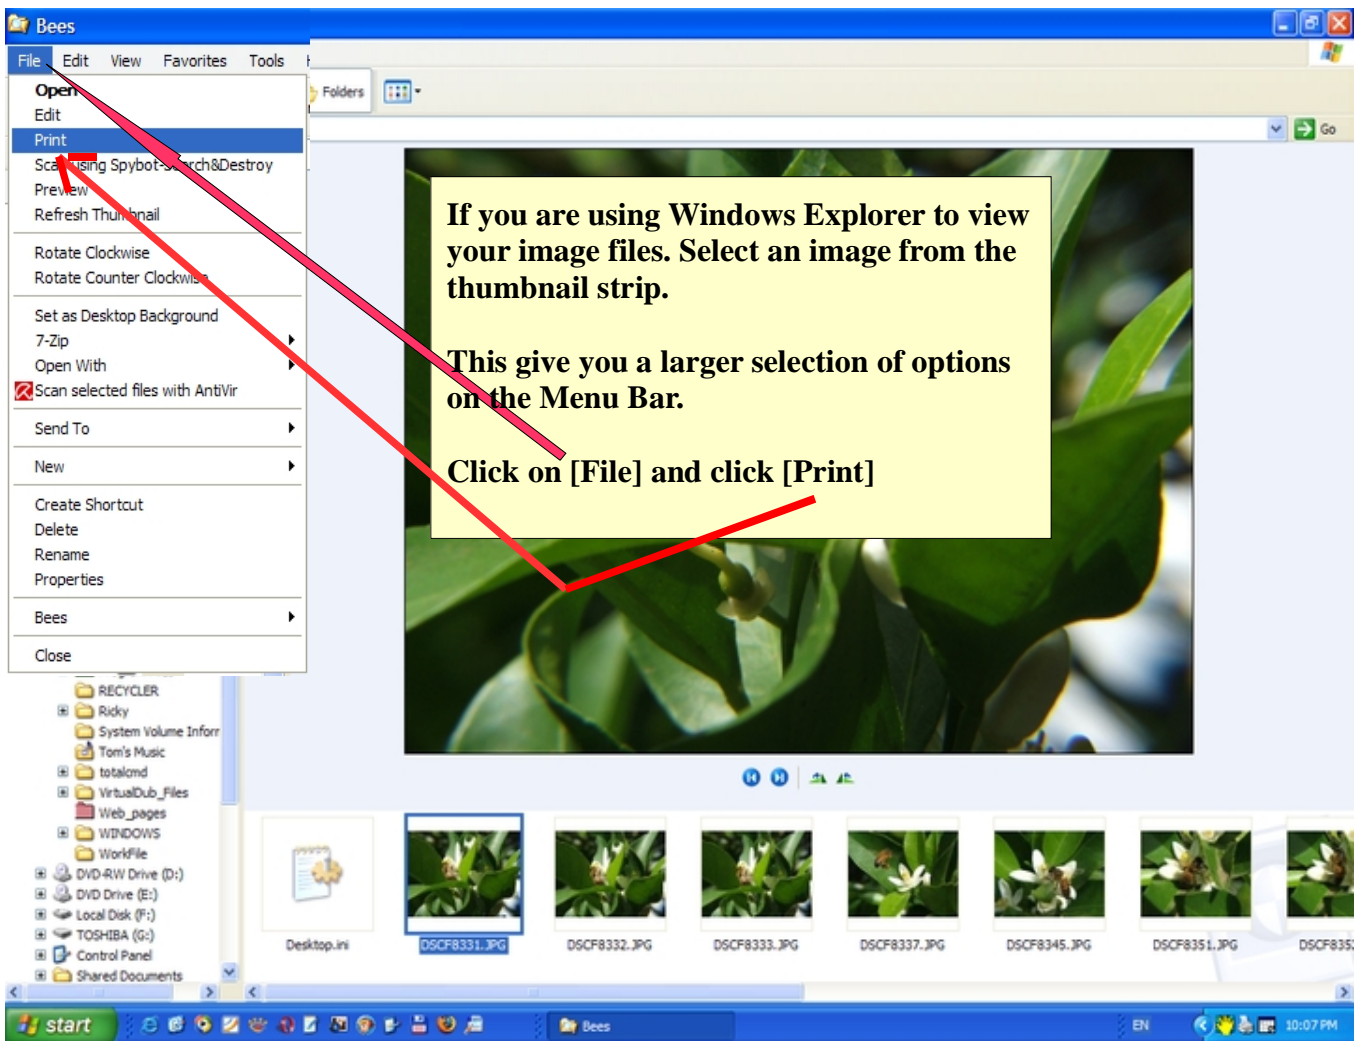 Bees
File Edit View Favorites Tools
Folders
Go
Open
Edit
Print
Scan using Spybot-Search&Destroy
Preview
Refresh Thumbnail
Rotate Clockwise
Rotate Counter Clockwise
Set as Desktop Background
7-Zip
Open With
Scan selected files with AntiVir
Send To
New
Create Shortcut
Delete
Rename
Properties
Bees
Close
If you are using Windows Explorer to view
your image files. Select an image from the
thumbnail strip.
This give you a larger selection of options
on the Menu Bar.
Click on [File] and click [Print]
RECYCLER
Ricky
System Volume Inforr
Tom's Music
totalcmd
VirtualDub_Files
Web_pages
WINDOWS
WorkFile
DVD-RW Drive (D:)
DVD Drive (E:)
Local Disk (F:)
TOSHIBA (G:)
Control Panel
Shared Documents
Desktop.ini DSCF8331.JPG DSCF8332.JPG DSCF8333.JPG DSCF8337.JPG DSCF8345.JPG DSCF8351.JPG DSCF835
start Bees EN 10:07 PM